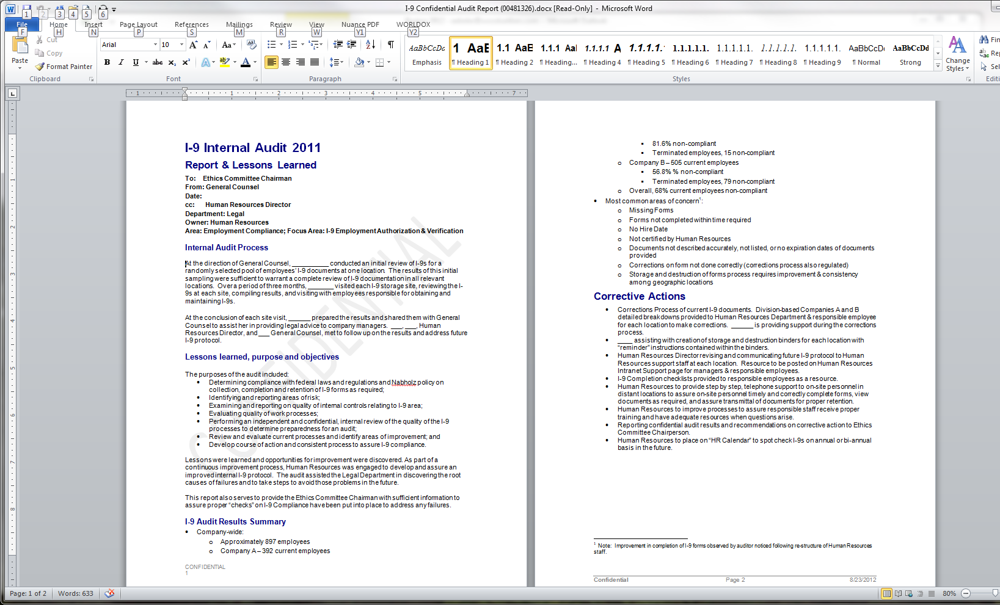 I-9 Confidential Audit Report (00481326).docx [Read-Only] - Microsoft Word
1 2 3 4 5 6
File Home Insert Page Layout References Mailings Review View Nuance PDF WORLDOX
F H N P S M R W Y1 Y2
Cut
Copy
Format Painter
Paste
Clipboard
Arial 10
Font
Paragraph
AaBbCcDc 1 AaB 1.1 AaB 1.1.1 Aal 1.1.1.1 A 1.1.1.1. 1.1.1.1.1. 1.1.1.1.1. 1.1.1.1.1. 1.1.1.1.1. AaBbCcDc AaBbCcDd
Emphasis ¶ Heading 1 ¶ Heading 2 ¶ Heading... ¶ Heading 4 ¶ Heading 5 ¶ Heading 6 ¶ Heading 7 ¶ Heading 8 ¶ Heading 9 ¶ Normal Strong
Change
Styles
Styles
Fin
Rep
Sel
Editi
1 1 2 3 4 5 7
I-9 Internal Audit 2011
Report & Lessons Learned
To: Ethics Committee Chairman
From: General Counsel
Date:
cc: Human Resources Director
Department: Legal
Owner: Human Resources
Area: Employment Compliance; Focus Area: I-9 Employment Authorization & Verification
Internal Audit Process
At the direction of General Counsel, __________ conducted an initial review of I-9s for a
randomly selected pool of employees' I-9 documents at one location. The results of this initial
sampling were sufficient to warrant a complete review of I-9 documentation in all relevant
locations. Over a period of three months, _______ visited each I-9 storage site, reviewing the I-
9s at each site, compiling results, and visiting with employees responsible for obtaining and
maintaining I-9s.
At the conclusion of each site visit, ______ prepared the results and shared them with General
Counsel to assist her in providing legal advice to company managers. ___, ___, Human
Resources Director, and ___ General Counsel, met to follow up on the results and address future
I-9 protocol.
Lessons learned, purpose and objectives
The purposes of the audit included:
• Determining compliance with federal laws and regulations and Nabholz policy on
collection, completion and retention of I-9 forms as required;
• Identifying and reporting areas of risk;
• Examining and reporting on quality of internal controls relating to I-9 area;
• Evaluating quality of work processes;
• Performing an independent and confidential, internal review of the quality of the I-9
processes to determine preparedness for an audit;
• Review and evaluate current processes and identify areas of improvement; and
• Develop course of action and consistent process to assure I-9 compliance.
Lessons were learned and opportunities for improvement were discovered. As part of a
continuous improvement process, Human Resources was engaged to develop and assure an
improved internal I-9 protocol. The audit assisted the Legal Department in discovering the root
causes of failures and to take steps to avoid those problems in the future.
This report also serves to provide the Ethics Committee Chairman with sufficient information to
assure proper "checks" on I-9 Compliance have been put into place to address any failures.
I-9 Audit Results Summary
• Company-wide:
o Approximately 897 employees
o Company A – 392 current employees
CONFIDENTIAL
1
CONFIDENTIAL
▪ 81.6% non-compliant
▪ Terminated employees, 15 non-compliant
o Company B – 505 current employees
▪ 56.8% % non-compliant
▪ Terminated employees, 79 non-compliant
o Overall, 68% current employees non-compliant
• Most common areas of concern1:
o Missing Forms
o Forms not completed within time required
o No Hire Date
o Not certified by Human Resources
o Documents not described accurately, not listed, or no expiration dates of documents
provided
o Corrections on form not done correctly (corrections process also regulated)
o Storage and destruction of forms process requires improvement & consistency
among geographic locations
Corrective Actions
• Corrections Process of current I-9 documents. Division-based Companies A and B
detailed breakdowns provided to Human Resources Department & responsible employee
for each location to make corrections. ______ is providing support during the corrections
process.
• ____ assisting with creation of storage and destruction binders for each location with
"reminder" instructions contained within the binders.
• Human Resources Director revising and communicating future I-9 protocol to Human
Resources support staff at each location. Resource to be posted on Human Resources
Intranet Support page for managers & responsible employees.
• I-9 Completion checklists provided to responsible employees as a resource.
• Human Resources to provide step by step, telephone support to on-site personnel in
distant locations to assure on-site personnel timely and correctly complete forms, view
documents as required, and assure transmittal of documents for proper retention.
• Human Resources to improve processes to assure responsible staff receive proper
training and have adequate resources when questions arise.
• Reporting confidential audit results and recommendations on corrective action to Ethics
Committee Chairperson.
• Human Resources to place on "HR Calendar" to spot check I-9s on annual or bi-annual
basis in the future.
1 Note: Improvement in completion of I-9 forms observed by auditor noticed following re-structure of Human Resources
staff.
Confidential Page 2 8/23/2012
Page: 1 of 2 Words: 633 80%